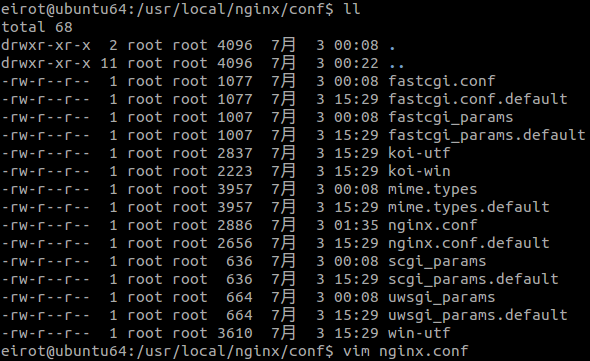 eirot@ubuntu64:/usr/local/nginx/conf$ ll
total 68
drwxr-xr-x  2 root root 4096  7月  3 00:08 .
drwxr-xr-x 11 root root 4096  7月  3 00:22 ..
-rw-r--r--  1 root root 1077  7月  3 00:08 fastcgi.conf
-rw-r--r--  1 root root 1077  7月  3 15:29 fastcgi.conf.default
-rw-r--r--  1 root root 1007  7月  3 00:08 fastcgi_params
-rw-r--r--  1 root root 1007  7月  3 15:29 fastcgi_params.default
-rw-r--r--  1 root root 2837  7月  3 15:29 koi-utf
-rw-r--r--  1 root root 2223  7月  3 15:29 koi-win
-rw-r--r--  1 root root 3957  7月  3 00:08 mime.types
-rw-r--r--  1 root root 3957  7月  3 15:29 mime.types.default
-rw-r--r--  1 root root 2886  7月  3 01:35 nginx.conf
-rw-r--r--  1 root root 2656  7月  3 15:29 nginx.conf.default
-rw-r--r--  1 root root  636  7月  3 00:08 scgi_params
-rw-r--r--  1 root root  636  7月  3 15:29 scgi_params.default
-rw-r--r--  1 root root  664  7月  3 00:08 uwsgi_params
-rw-r--r--  1 root root  664  7月  3 15:29 uwsgi_params.default
-rw-r--r--  1 root root 3610  7月  3 15:29 win-utf
eirot@ubuntu64:/usr/local/nginx/conf$ vim nginx.conf